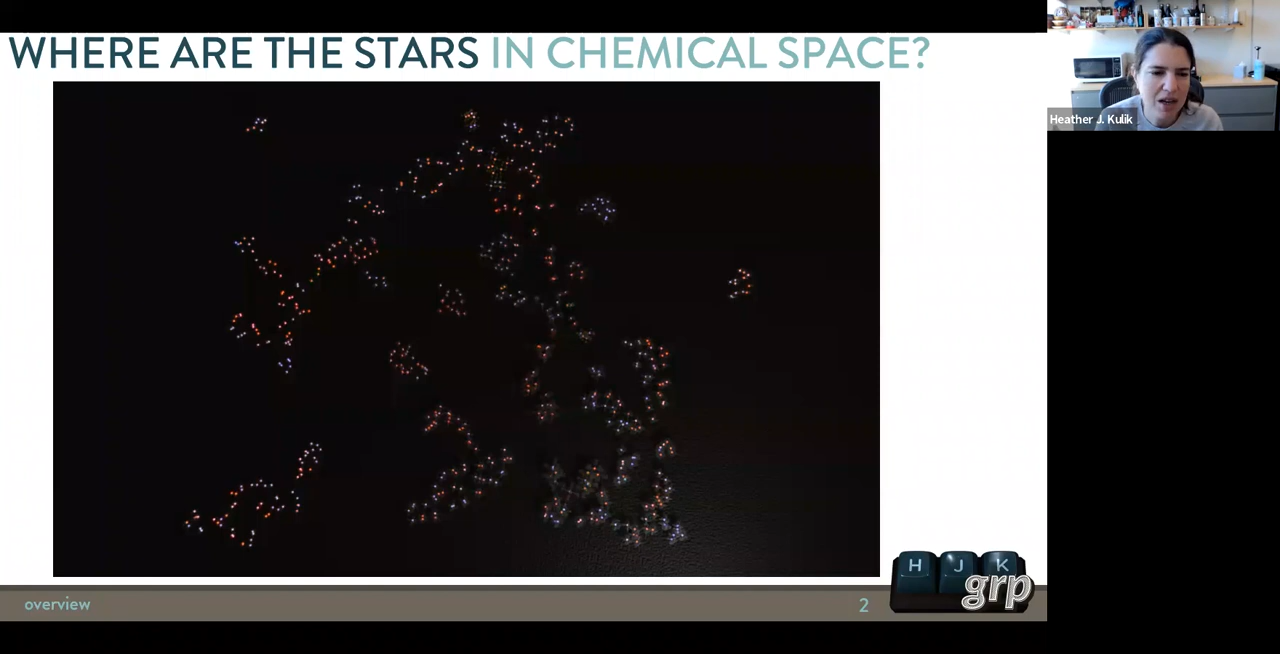 WHERE ARE THE STARS IN CHEMICAL SPACE?
Heather J. Kulik
overview
2
H J K
grp